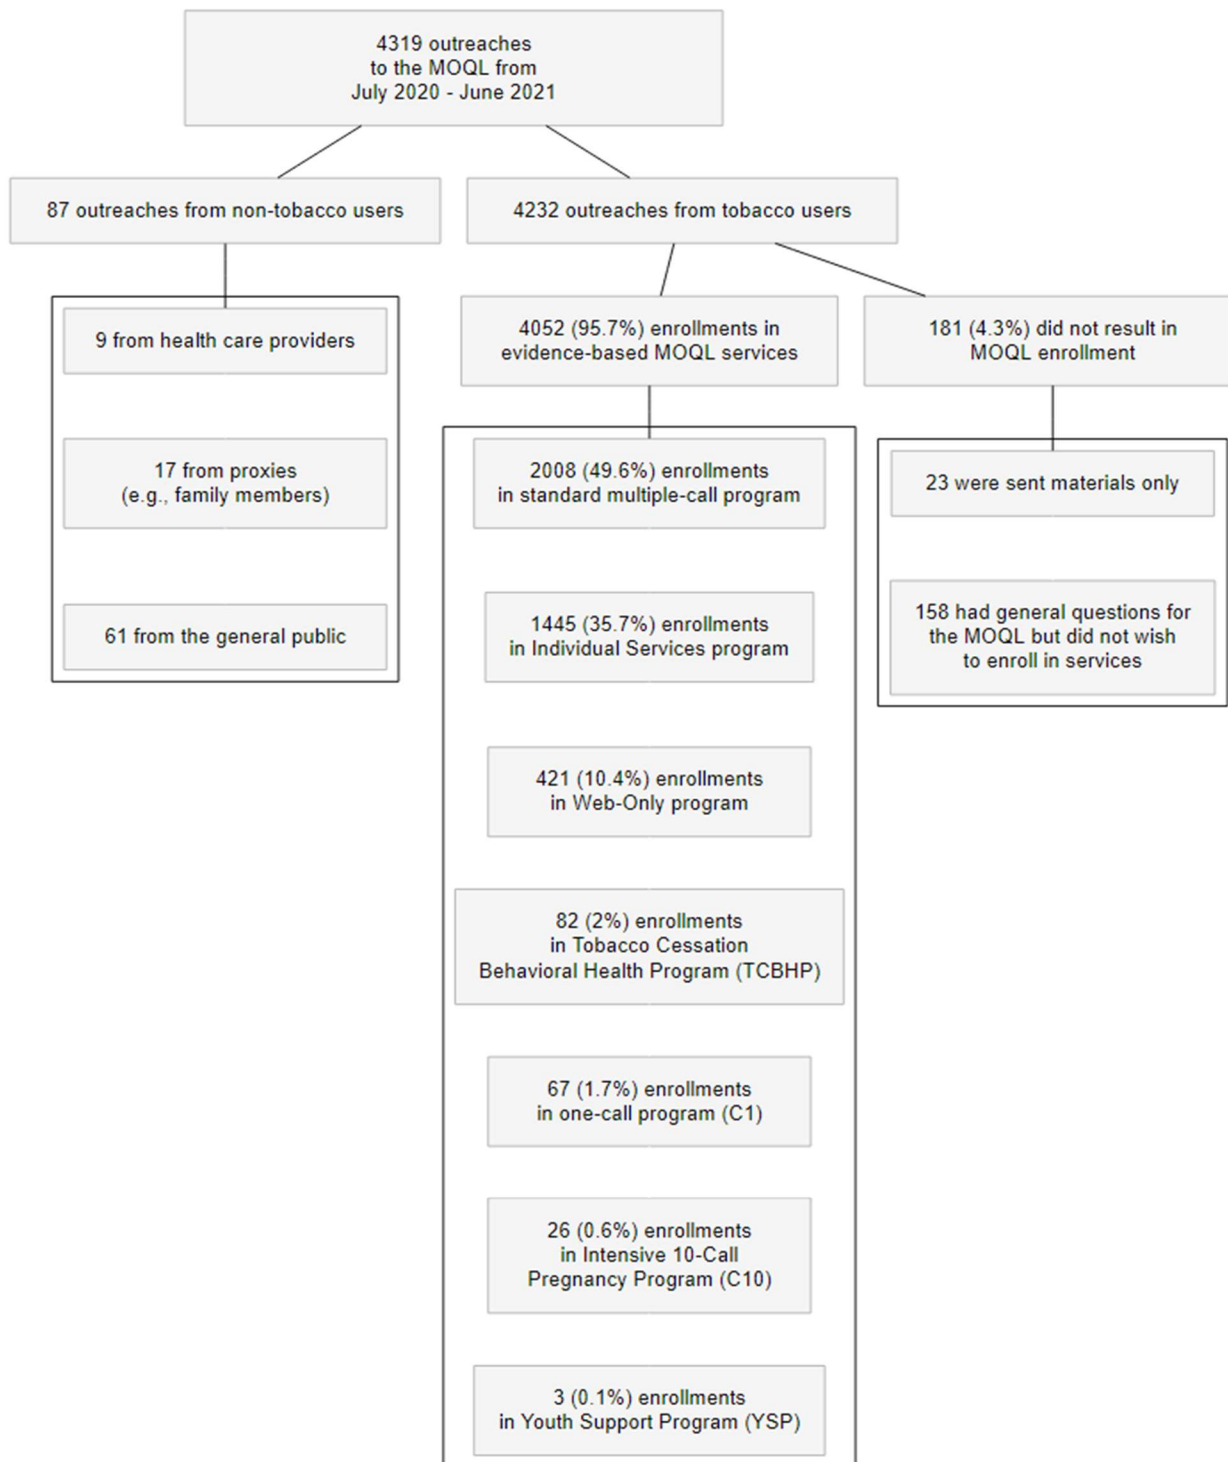 4319 outreaches
to the MOQL from
July 2020 - June 2021
87 outreaches from non-tobacco users
4232 outreaches from tobacco users
9 from health care providers
17 from proxies
(e.g., family members)
61 from the general public
4052 (95.7%) enrollments in
evidence-based MOQL services
2008 (49.6%) enrollments
in standard multiple-call program
1445 (35.7%) enrollments
in Individual Services program
421 (10.4%) enrollments
in Web-Only program
82 (2%) enrollments
in Tobacco Cessation
Behavioral Health Program (TCBHP)
67 (1.7%) enrollments
in one-call program (C1)
26 (0.6%) enrollments
in Intensive 10-Call
Pregnancy Program (C10)
3 (0.1%) enrollments
in Youth Support Program (YSP)
181 (4.3%) did not result in
MOQL enrollment
23 were sent materials only
158 had general questions for
the MOQL but did not wish
to enroll in services